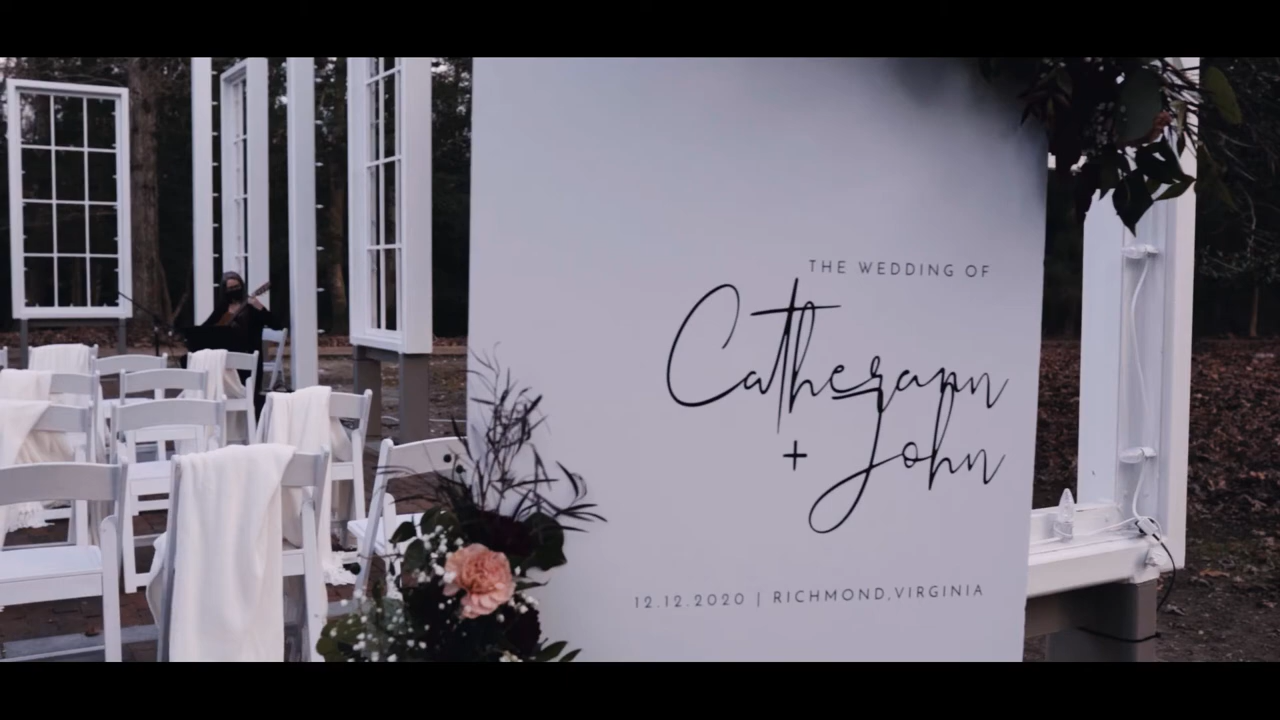 THE WEDDING OF
Catherann
+ John
12.12.2020 | RICHMOND,VIRGINIA